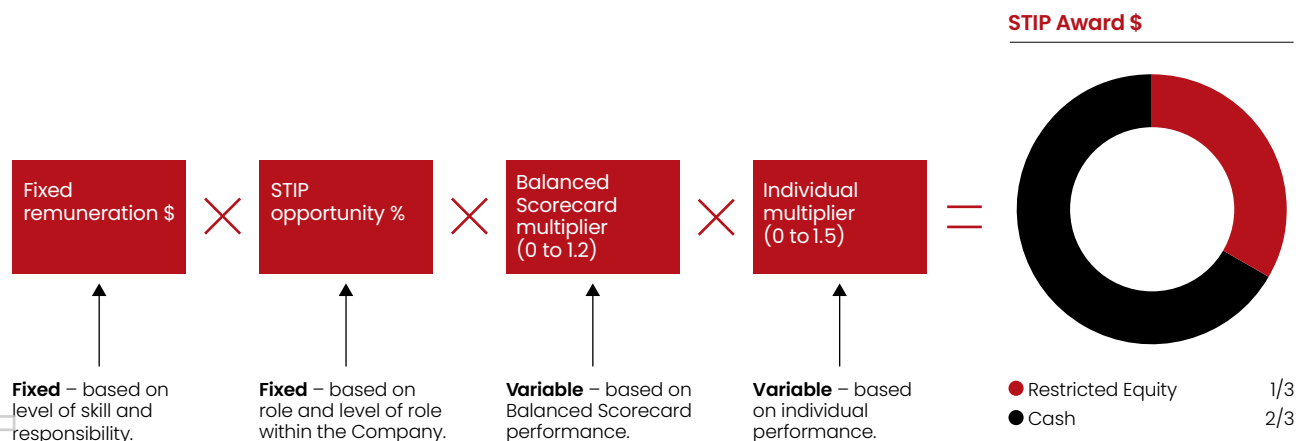 STIP Award $
Fixed
remuneration $
STIP
opportunity %
Balanced
Scorecard
multiplier
(0 to 1.2)
Individual
multiplier
(0 to 1.5)
Fixed – based on
level of skill and
responsibility.
Fixed – based on
role and level of role
within the Company.
Variable – based on
Balanced Scorecard
performance.
Variable – based
on individual
performance.
Restricted Equity 1/3
Cash 2/3